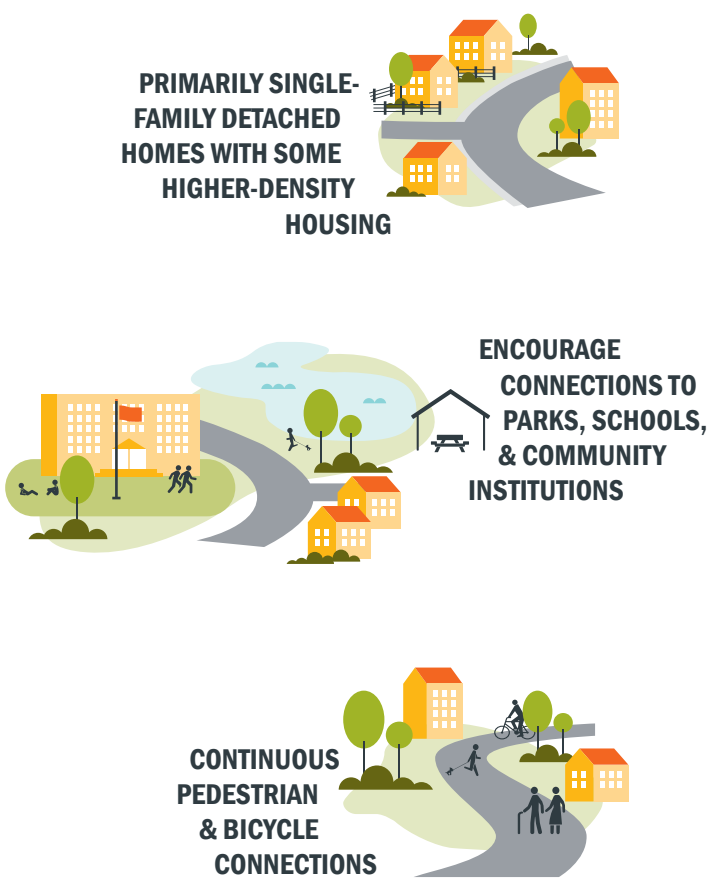 PRIMARILY SINGLE-
FAMILY DETACHED
HOMES WITH SOME
HIGHER-DENSITY
HOUSING
ENCOURAGE
CONNECTIONS TO
PARKS, SCHOOLS,
& COMMUNITY
INSTITUTIONS
CONTINUOUS
PEDESTRIAN
& BICYCLE
CONNECTIONS